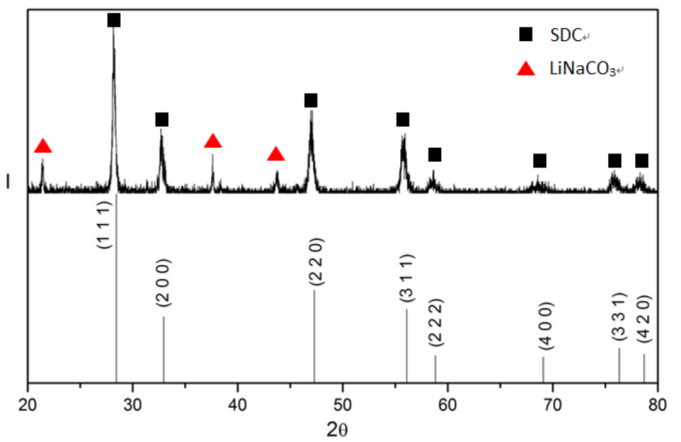 SDC↵
LiNaCO₃↵
I
(1 1 1)
(2 0 0)
(2 2 0)
(3 1 1)
(2 2 2)
(4 0 0)
(3 3 1)
(4 2 0)
20 30 40 50 60 70 80
2θ